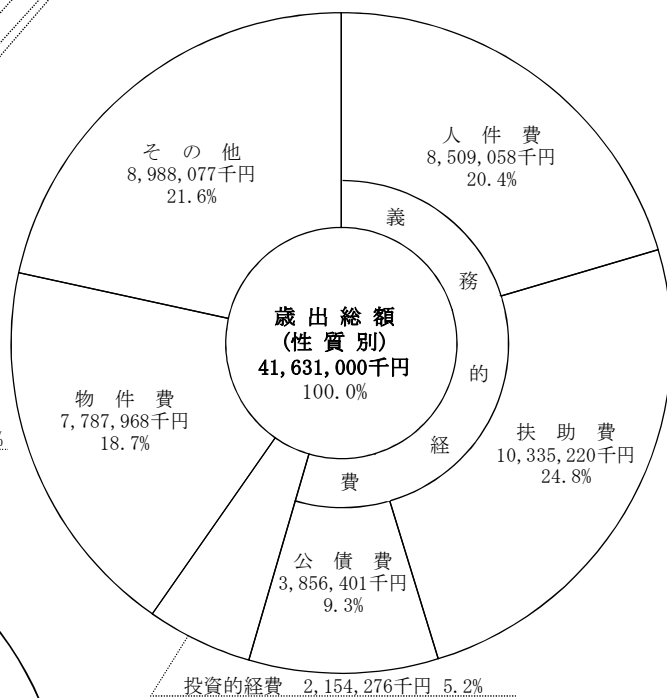 人件費
8,509,058千円
20.4%
そ の 他
8,988,077千円
21.6%
義務的経費
歳出総額
(性質別)
41,631,000千円
100.0%
物件費
7,787,968千円
18.7%
%
扶助費
10,335,220千円
24.8%
公債費
3,856,401千円
9.3%
投資的経費 2,154,276千円 5.2%